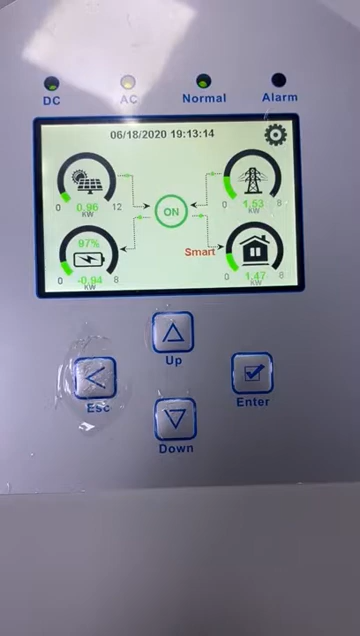 DC AC Normal Alarm
06/18/2020 19:13:14
0 0.96 12
KW
ON
0 1.53 8
KW
97%
0 -0.94 8
KW
Smart
0 1.47 8
KW
Up
Esc
Enter
Down